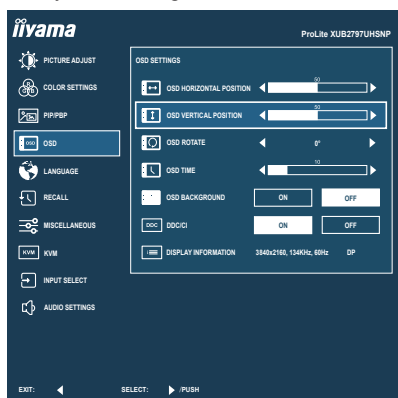 iiyama
ProLite XUB2797UHSNP
PICTURE ADJUST
COLOR SETTINGS
PIP/PBP
OSD
OSD
LANGUAGE
RECALL
MISCELLANEOUS
KVM
KVM
INPUT SELECT
AUDIO SETTINGS
OSD SETTINGS
OSD HORIZONTAL POSITION
50
OSD VERTICAL POSITION
50
OSD ROTATE
0°
OSD TIME
10
OSD BACKGROUND
ON
OFF
DDC
DDC/CI
ON
OFF
DISPLAY INFORMATION
3840x2160, 134KHz, 60Hz
DP
EXIT:
SELECT:
/PUSH